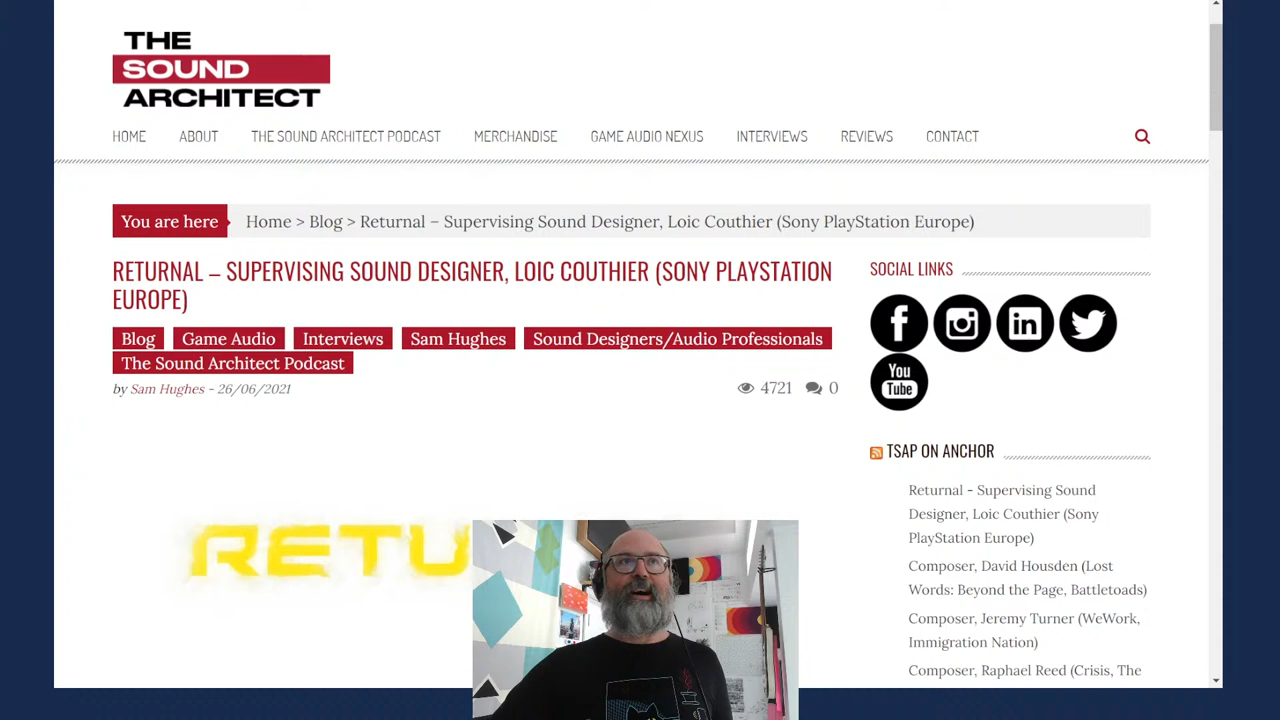 THE
SOUND
ARCHITECT
HOME ABOUT THE SOUND ARCHITECT PODCAST MERCHANDISE GAME AUDIO NEXUS INTERVIEWS REVIEWS CONTACT
You are here Home > Blog > Returnal – Supervising Sound Designer, Loic Couthier (Sony PlayStation Europe)
RETURNAL – SUPERVISING SOUND DESIGNER, LOIC COUTHIER (SONY PLAYSTATION
EUROPE)
Blog Game Audio Interviews Sam Hughes Sound Designers/Audio Professionals
The Sound Architect Podcast
by Sam Hughes - 26/06/2021 4721 0
RETU
SOCIAL LINKS
You
Tube
TSAP ON ANCHOR
Returnal - Supervising Sound
Designer, Loic Couthier (Sony
PlayStation Europe)
Composer, David Housden (Lost
Words: Beyond the Page, Battletoads)
Composer, Jeremy Turner (WeWork,
Immigration Nation)
Composer, Raphael Reed (Crisis, The